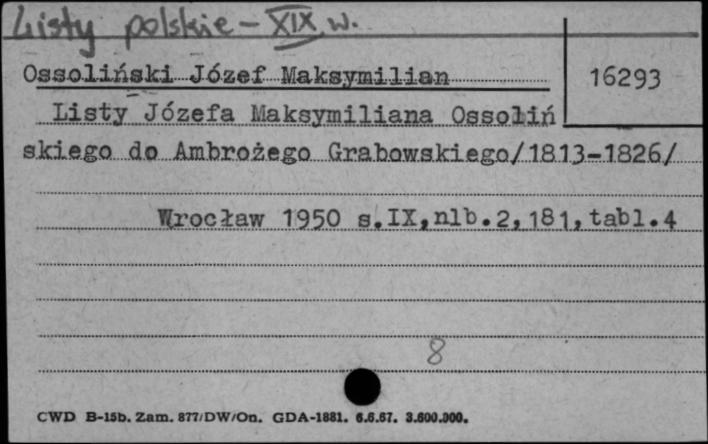 Listy polskie - XIX w.
Ossoliński Józef Maksymilian 16293
Listy Józefa Maksymiliana Ossoliń
skiego do Ambrożego Grabowskiego/1813-1826/
Wrocław 1950 s.IX,nlb.2,181,tabl.4
8
CWD B-15b. Zam. 877/DW/On. GDA-1881. 6.6.67. 3.600.000.